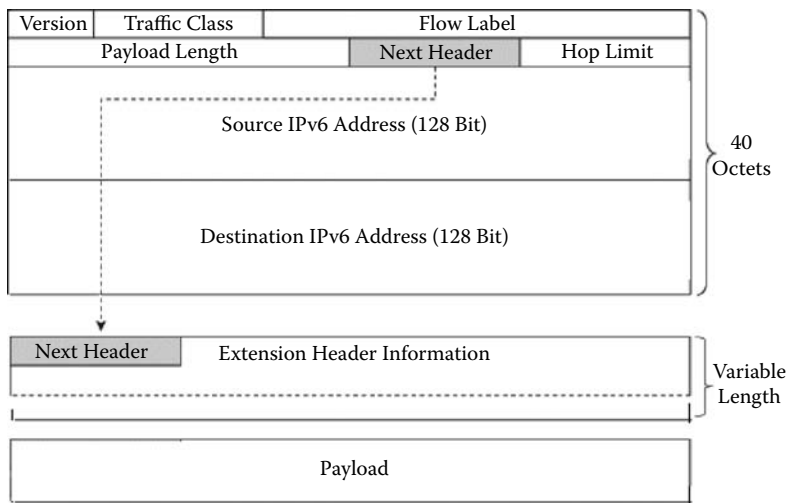 Version Traffic Class Flow Label
Payload Length Next Header Hop Limit
Source IPv6 Address (128 Bit)
40
Octets
Destination IPv6 Address (128 Bit)
Next Header Extension Header Information
Variable
Length
Payload